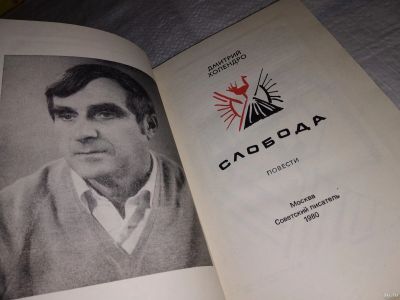 ДМИТРИЙ
ХОЛЕНДРО
СЛОБОДА
ПОВЕСТИ
Москва
Советский писатель
1980